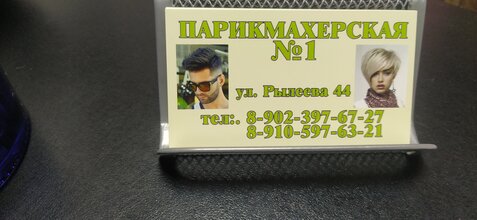 ПАРИКМАХЕРСКАЯ
№1
ул. Рылеева 44
тел:. 8-902-397-67-27
8-910-597-63-21